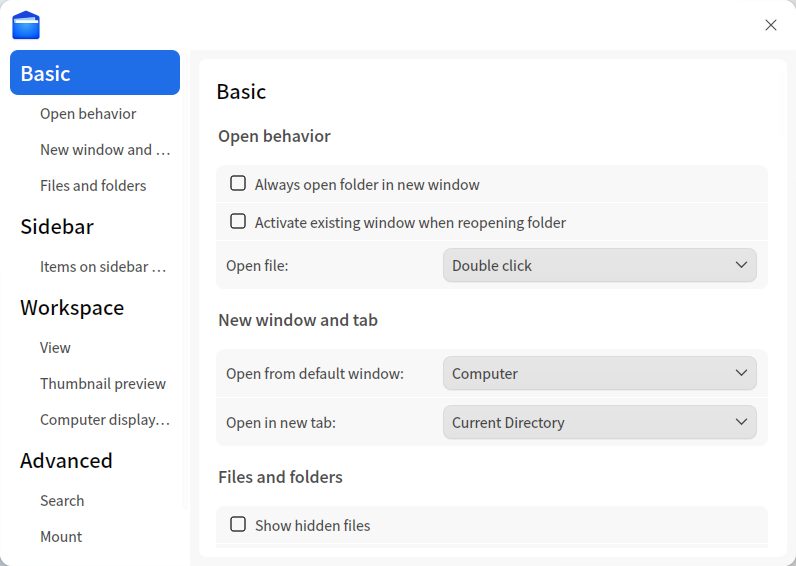 Basic
Open behavior
New window and …
Files and folders
Sidebar
Items on sidebar …
Workspace
View
Thumbnail preview
Computer display…
Advanced
Search
Mount
Basic
Open behavior
Always open folder in new window
Activate existing window when reopening folder
Open file: Double click
New window and tab
Open from default window: Computer
Open in new tab: Current Directory
Files and folders
Show hidden files